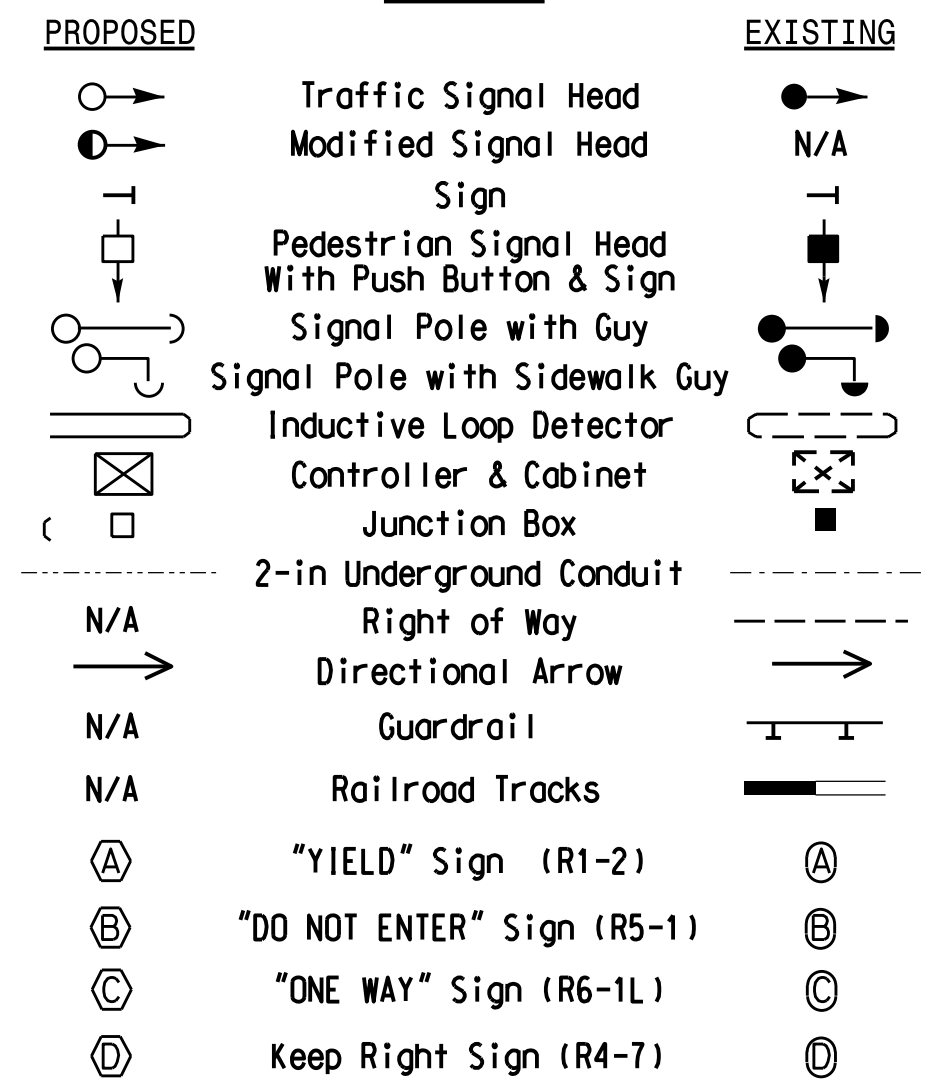 PROPOSED EXISTING
Traffic Signal Head
Modified Signal Head N/A
Sign
Pedestrian Signal Head
With Push Button & Sign
Signal Pole with Guy
Signal Pole with Sidewalk Guy
Inductive Loop Detector
Controller & Cabinet
Junction Box
2-in Underground Conduit
N/A Right of Way
Directional Arrow
N/A Guardrail
N/A Railroad Tracks
A "YIELD" Sign (R1-2) A
B "DO NOT ENTER" Sign (R5-1) B
C "ONE WAY" Sign (R6-1L) C
D Keep Right Sign (R4-7) D